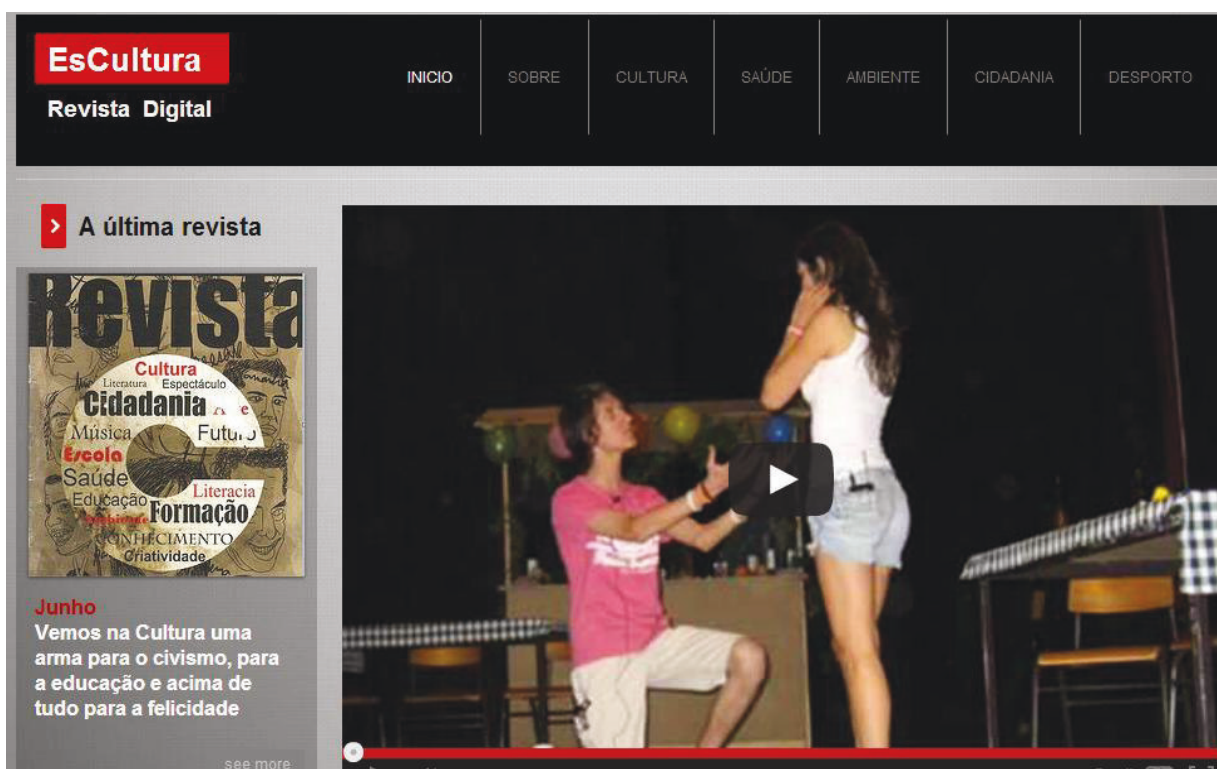 EsCultura
Revista Digital
INICIO
SOBRE
CULTURA
SAÚDE
AMBIENTE
CIDADANIA
DESPORTO
A última revista
Revista
Cultura
Literatura Espectáculo
Cidadania
Música
Escola
Saúde
Educação
Literacia
Formação
Criatividade
Junho
Vemos na Cultura uma
arma para o civismo, para
a educação e acima de
tudo para a felicidade
see more